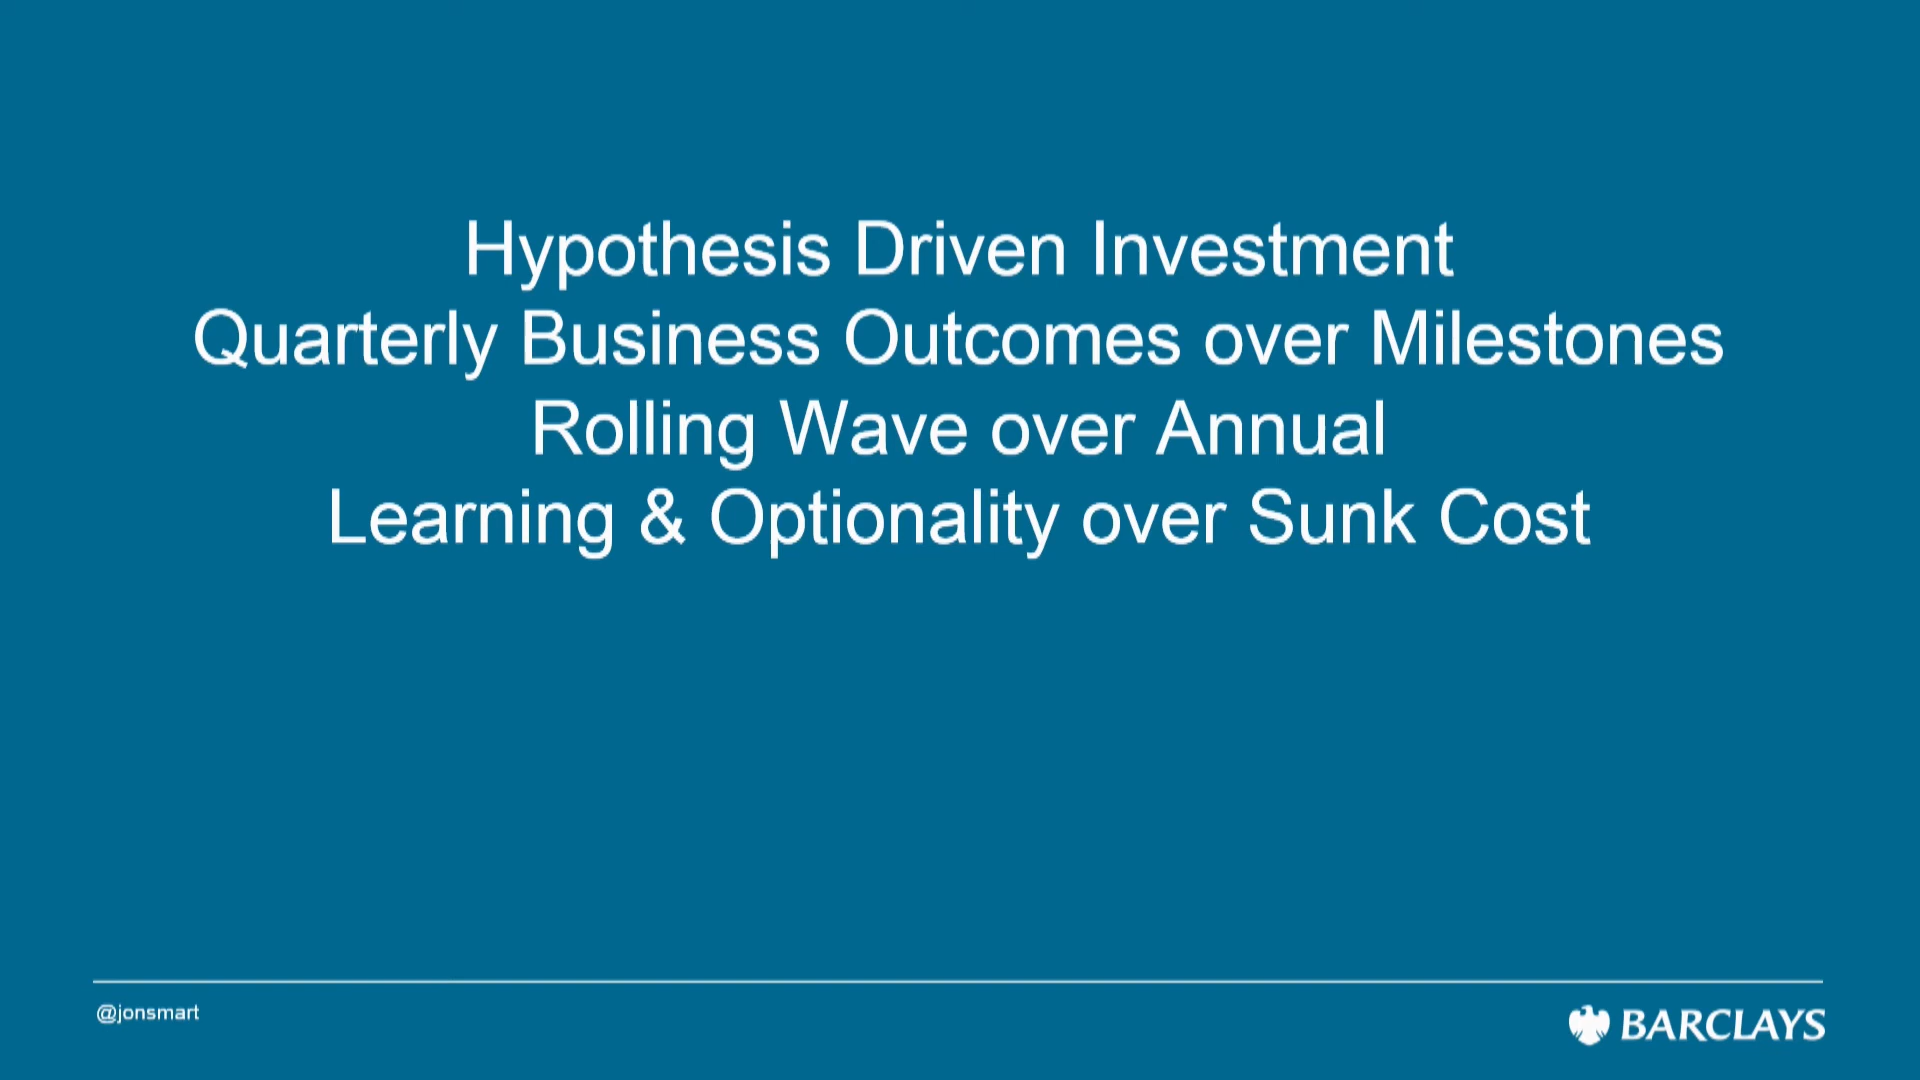 Hypothesis Driven Investment
Quarterly Business Outcomes over Milestones
Rolling Wave over Annual
Learning & Optionality over Sunk Cost
@jonsmart
BARCLAYS